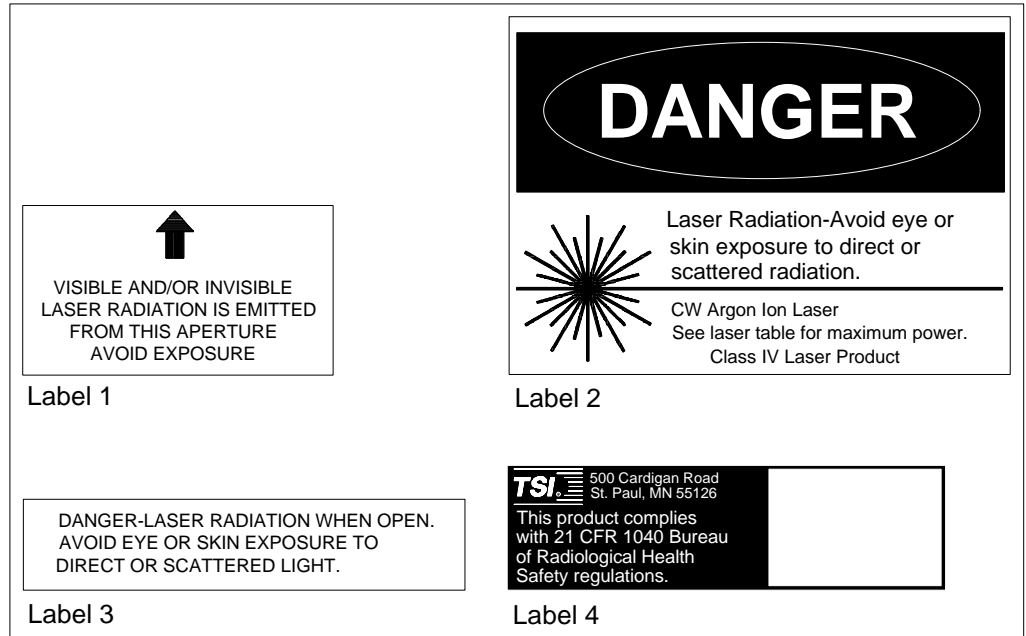 VISIBLE AND/OR INVISIBLE
LASER RADIATION IS EMITTED
FROM THIS APERTURE
AVOID EXPOSURE
Label 1
DANGER
Laser Radiation-Avoid eye or
skin exposure to direct or
scattered radiation.
CW Argon Ion Laser
See laser table for maximum power.
Class IV Laser Product
Label 2
DANGER-LASER RADIATION WHEN OPEN.
AVOID EYE OR SKIN EXPOSURE TO
DIRECT OR SCATTERED LIGHT.
Label 3
TSI 500 Cardigan Road
St. Paul, MN 55126
This product complies
with 21 CFR 1040 Bureau
of Radiological Health
Safety regulations.
Label 4